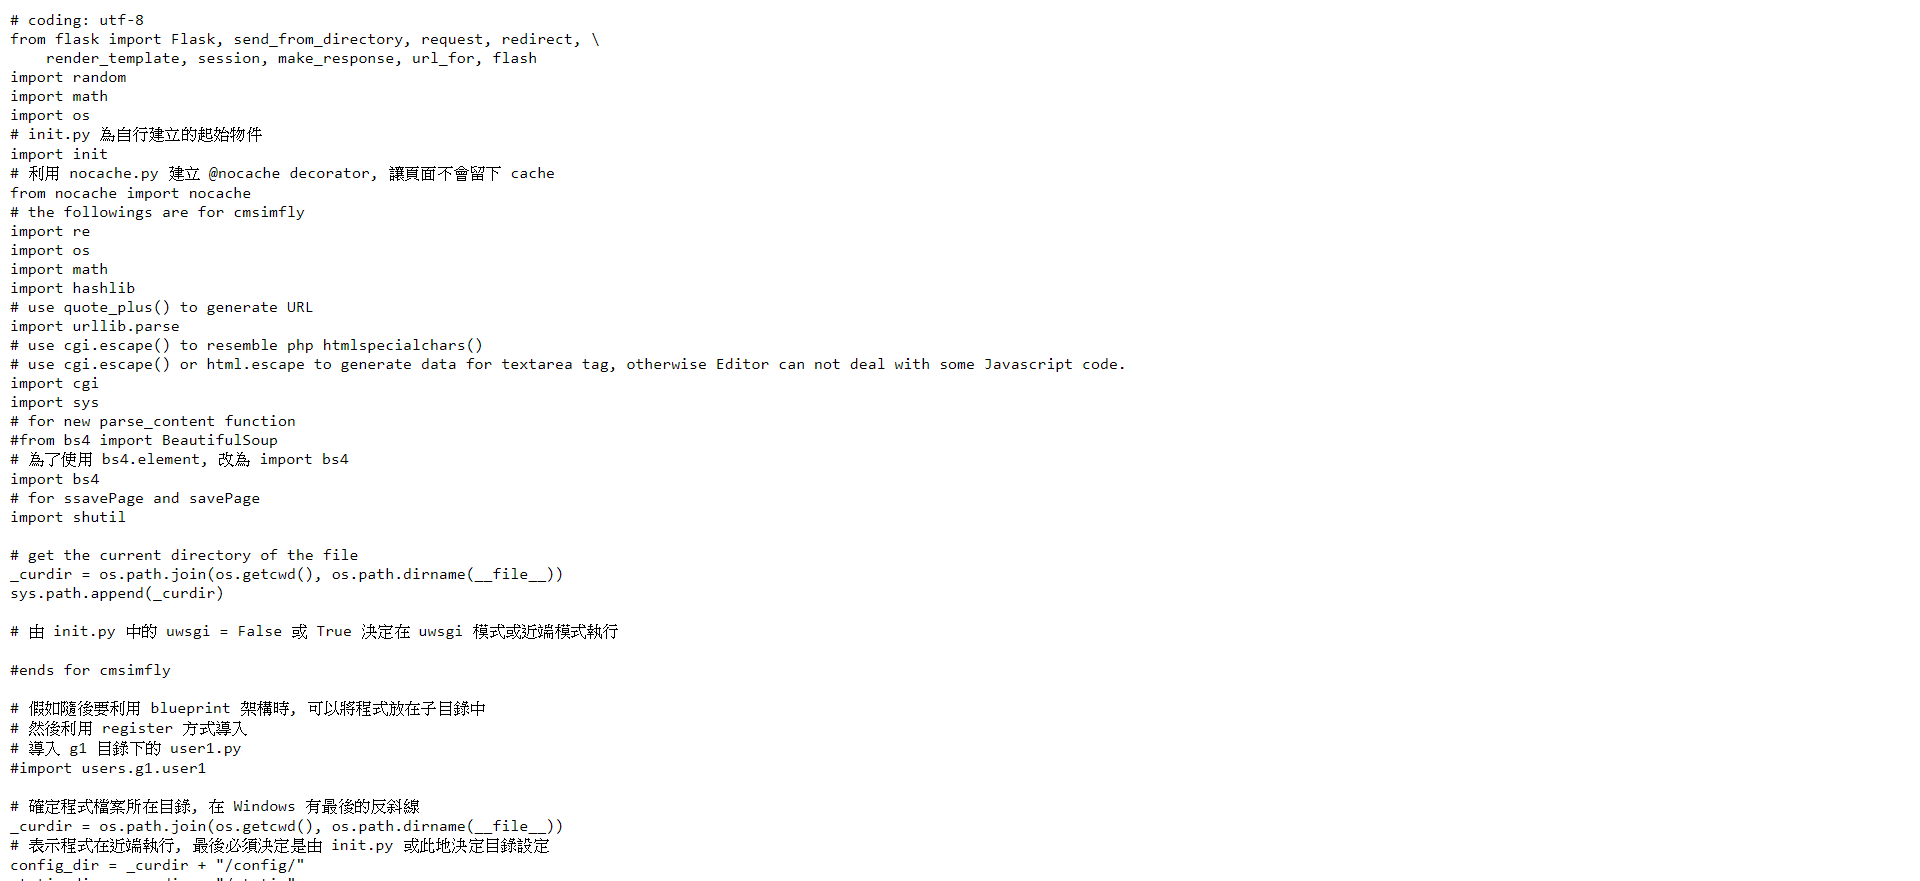 # coding: utf-8
from flask import Flask, send_from_directory, request, redirect, \
    render_template, session, make_response, url_for, flash
import random
import math
import os
# init.py 為自行建立的起始物件
import init
# 利用 nocache.py 建立 @nocache decorator, 讓頁面不會留下 cache
from nocache import nocache
# the followings are for cmsimfly
import re
import os
import math
import hashlib
# use quote_plus() to generate URL
import urllib.parse
# use cgi.escape() to resemble php htmlspecialchars()
# use cgi.escape() or html.escape to generate data for textarea tag, otherwise Editor can not deal with some Javascript code.
import cgi
import sys
# for new parse_content function
#from bs4 import BeautifulSoup
# 為了使用 bs4.element, 改為 import bs4
import bs4
# for ssavePage and savePage
import shutil

# get the current directory of the file
_curdir = os.path.join(os.getcwd(), os.path.dirname(__file__))
sys.path.append(_curdir)

# 由 init.py 中的 uwsgi = False 或 True 決定在 uwsgi 模式或近端模式執行

#ends for cmsimfly

# 假如隨後要利用 blueprint 架構時, 可以將程式放在子目錄中
# 然後利用 register 方式導入
# 導入 g1 目錄下的 user1.py
#import users.g1.user1

# 確定程式檔案所在目錄, 在 Windows 有最後的反斜線
_curdir = os.path.join(os.getcwd(), os.path.dirname(__file__))
# 表示程式在近端執行, 最後必須決定是由 init.py 或此地決定目錄設定
config_dir = _curdir + "/config/"